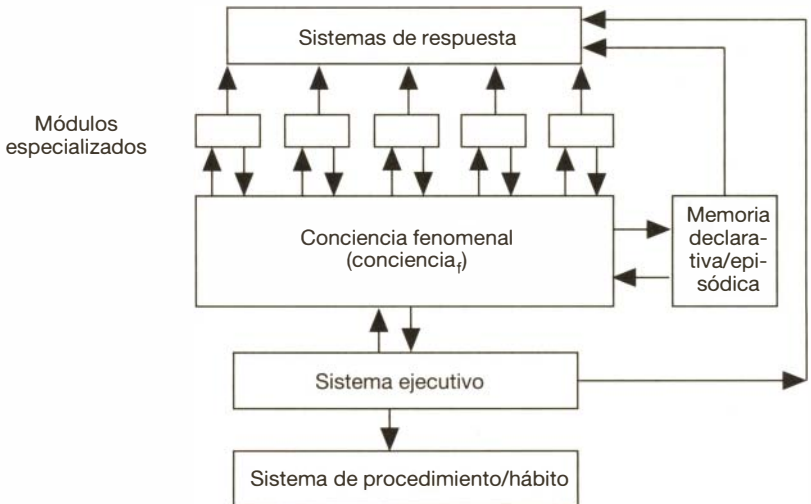 Sistemas de respuesta
Módulos
especializados
Conciencia fenomenal
(conciencia_f)
Memoria
declara-
tiva/epi-
sódica
Sistema ejecutivo
Sistema de procedimiento/hábito